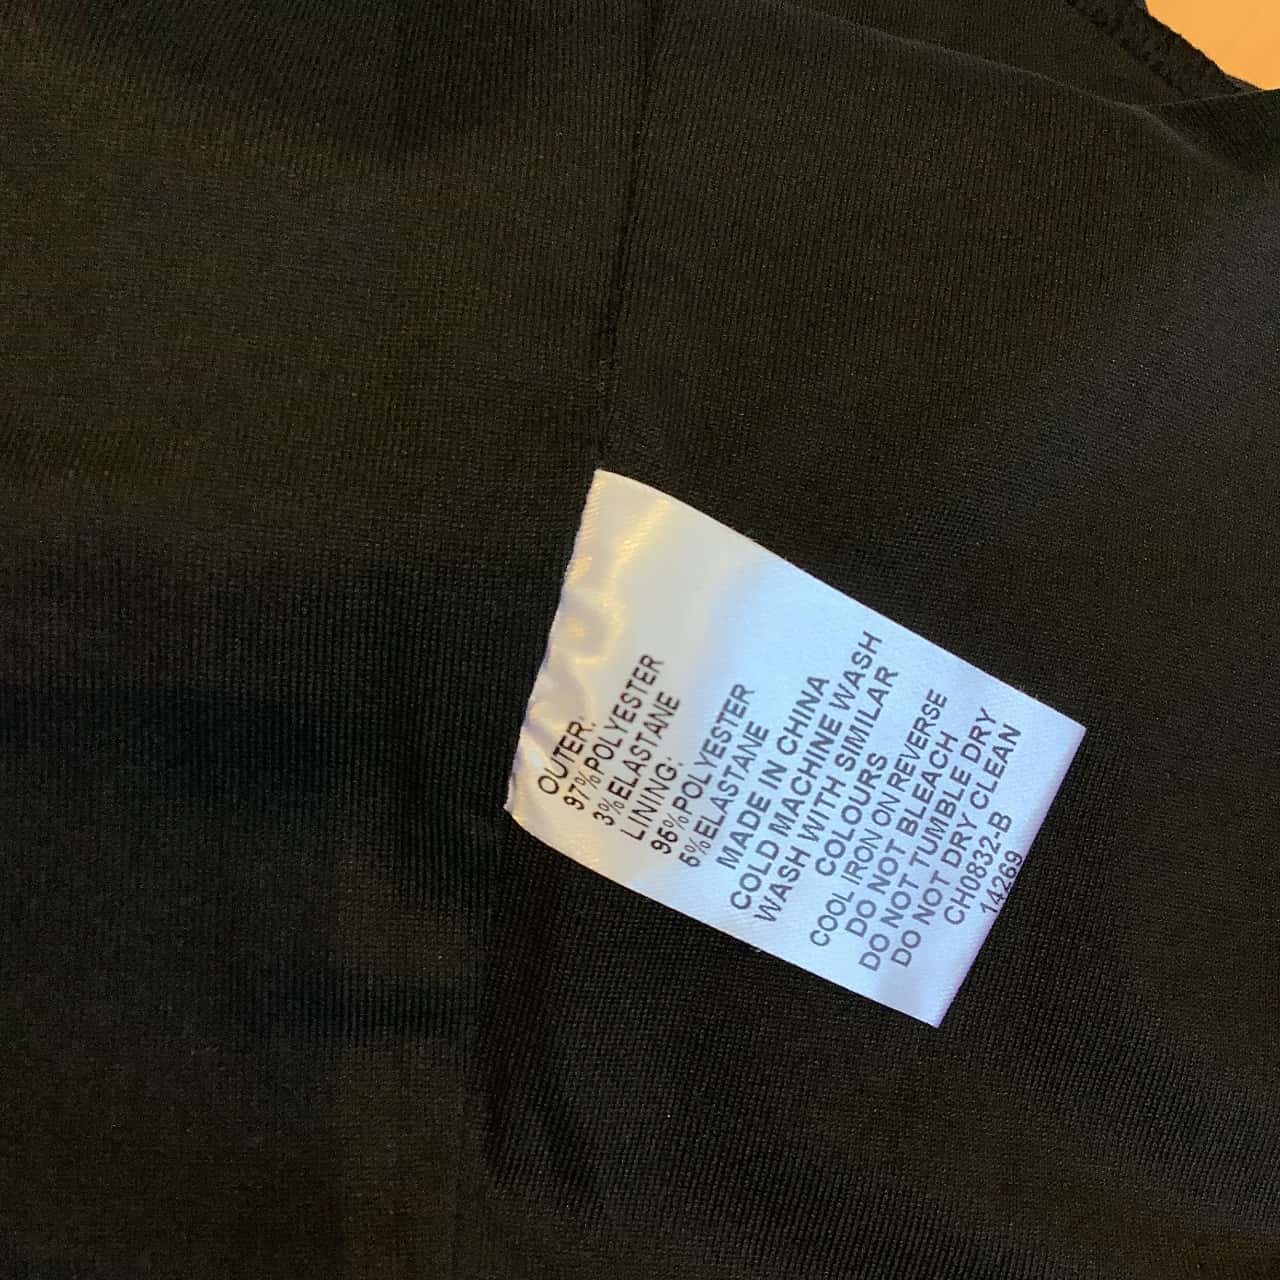 OUTER:
97%POLYESTER
3%ELASTANE
LINING:
95%POLYESTER
5%ELASTANE
MADE IN CHINA
COLD MACHINE WASH
WASH WITH SIMILAR
COLOURS
COOL IRON ON REVERSE
DO NOT BLEACH
DO NOT TUMBLE DRY
DO NOT DRY CLEAN
CH0832-B
14269